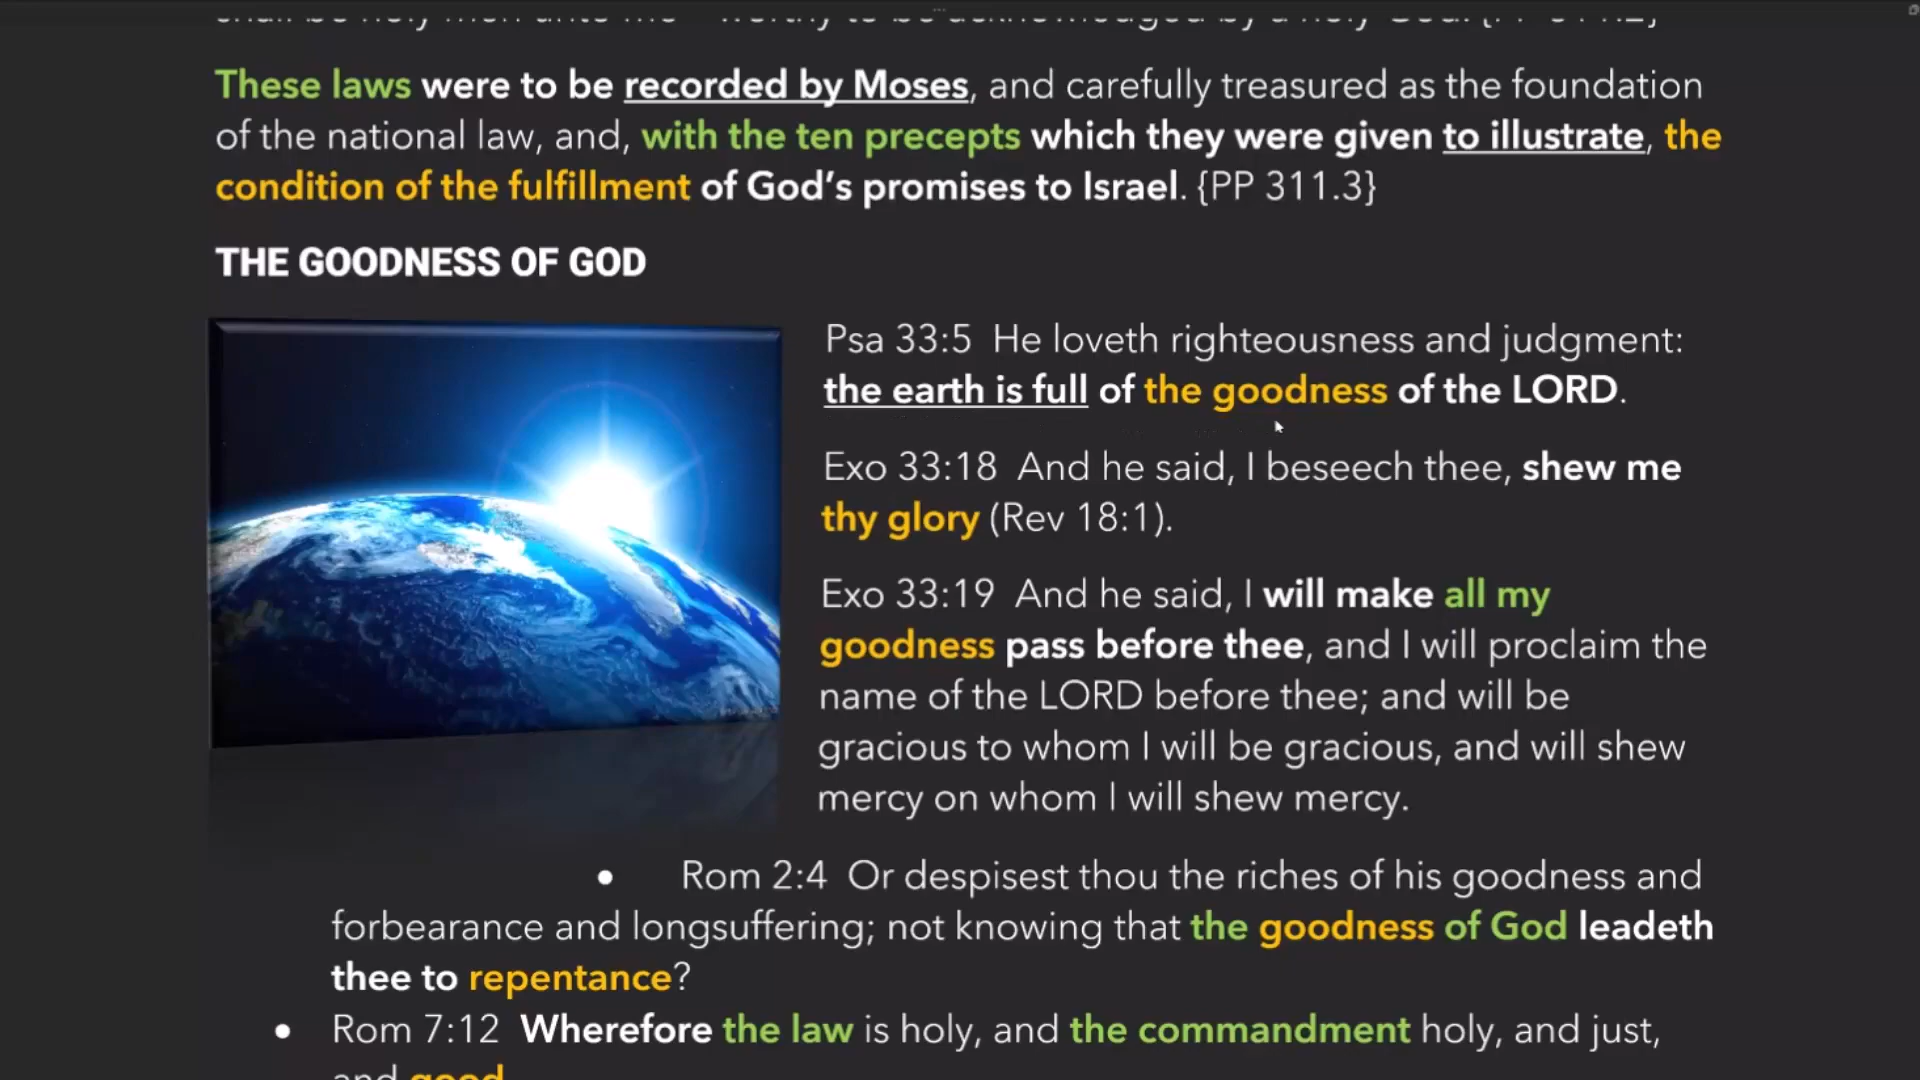 These laws were to be recorded by Moses, and carefully treasured as the foundation
of the national law, and, with the ten precepts which they were given to illustrate, the
condition of the fulfillment of God’s promises to Israel. {PP 311.3}
THE GOODNESS OF GOD
Psa 33:5 He loveth righteousness and judgment:
the earth is full of the goodness of the LORD.
Exo 33:18 And he said, I beseech thee, shew me
thy glory (Rev 18:1).
Exo 33:19 And he said, I will make all my
goodness pass before thee, and I will proclaim the
name of the LORD before thee; and will be
gracious to whom I will be gracious, and will shew
mercy on whom I will shew mercy.
• Rom 2:4 Or despisest thou the riches of his goodness and
forbearance and longsuffering; not knowing that the goodness of God leadeth
thee to repentance?
• Rom 7:12 Wherefore the law is holy, and the commandment holy, and just,
and good